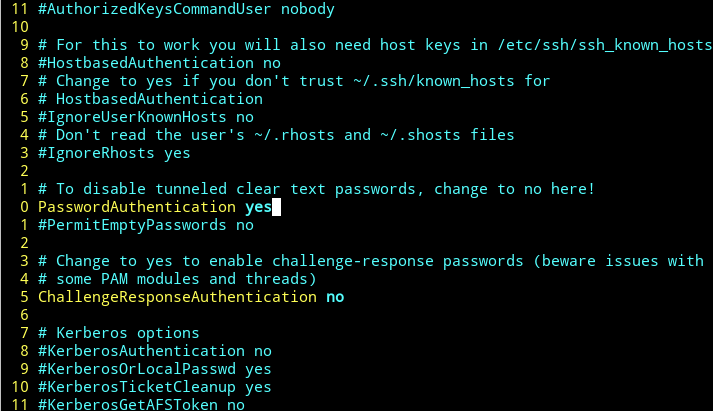 11 #AuthorizedKeysCommandUser nobody
10
9 # For this to work you will also need host keys in /etc/ssh/ssh_known_hosts
8 #HostbasedAuthentication no
7 # Change to yes if you don't trust ~/.ssh/known_hosts for
6 # HostbasedAuthentication
5 #IgnoreUserKnownHosts no
4 # Don't read the user's ~/.rhosts and ~/.shosts files
3 #IgnoreRhosts yes
2
1 # To disable tunneled clear text passwords, change to no here!
0 PasswordAuthentication yes
1 #PermitEmptyPasswords no
2
3 # Change to yes to enable challenge-response passwords (beware issues with
4 # some PAM modules and threads)
5 ChallengeResponseAuthentication no
6
7 # Kerberos options
8 #KerberosAuthentication no
9 #KerberosOrLocalPasswd yes
10 #KerberosTicketCleanup yes
11 #KerberosGetAFSToken no